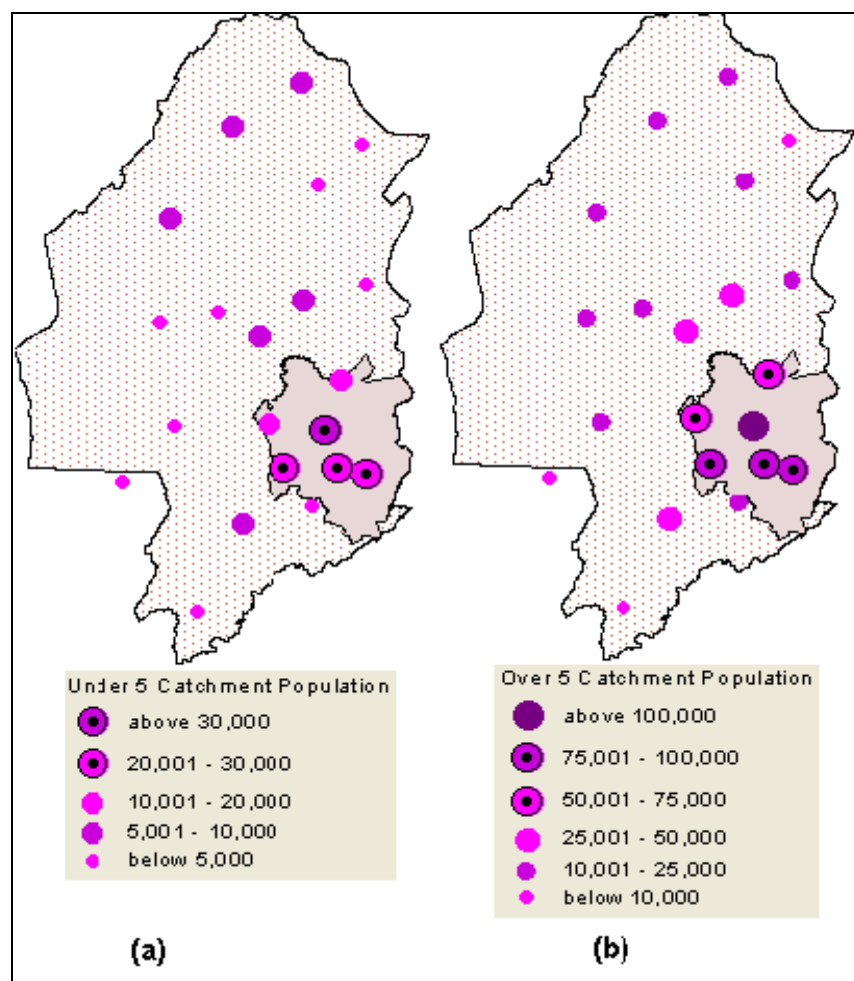 Under 5 Catchment Population
above 30,000
20,001 - 30,000
10,001 - 20,000
5,001 - 10,000
below 5,000
(a)
Over 5 Catchment Population
above 100,000
75,001 - 100,000
50,001 - 75,000
25,001 - 50,000
10,001 - 25,000
below 10,000
(b)